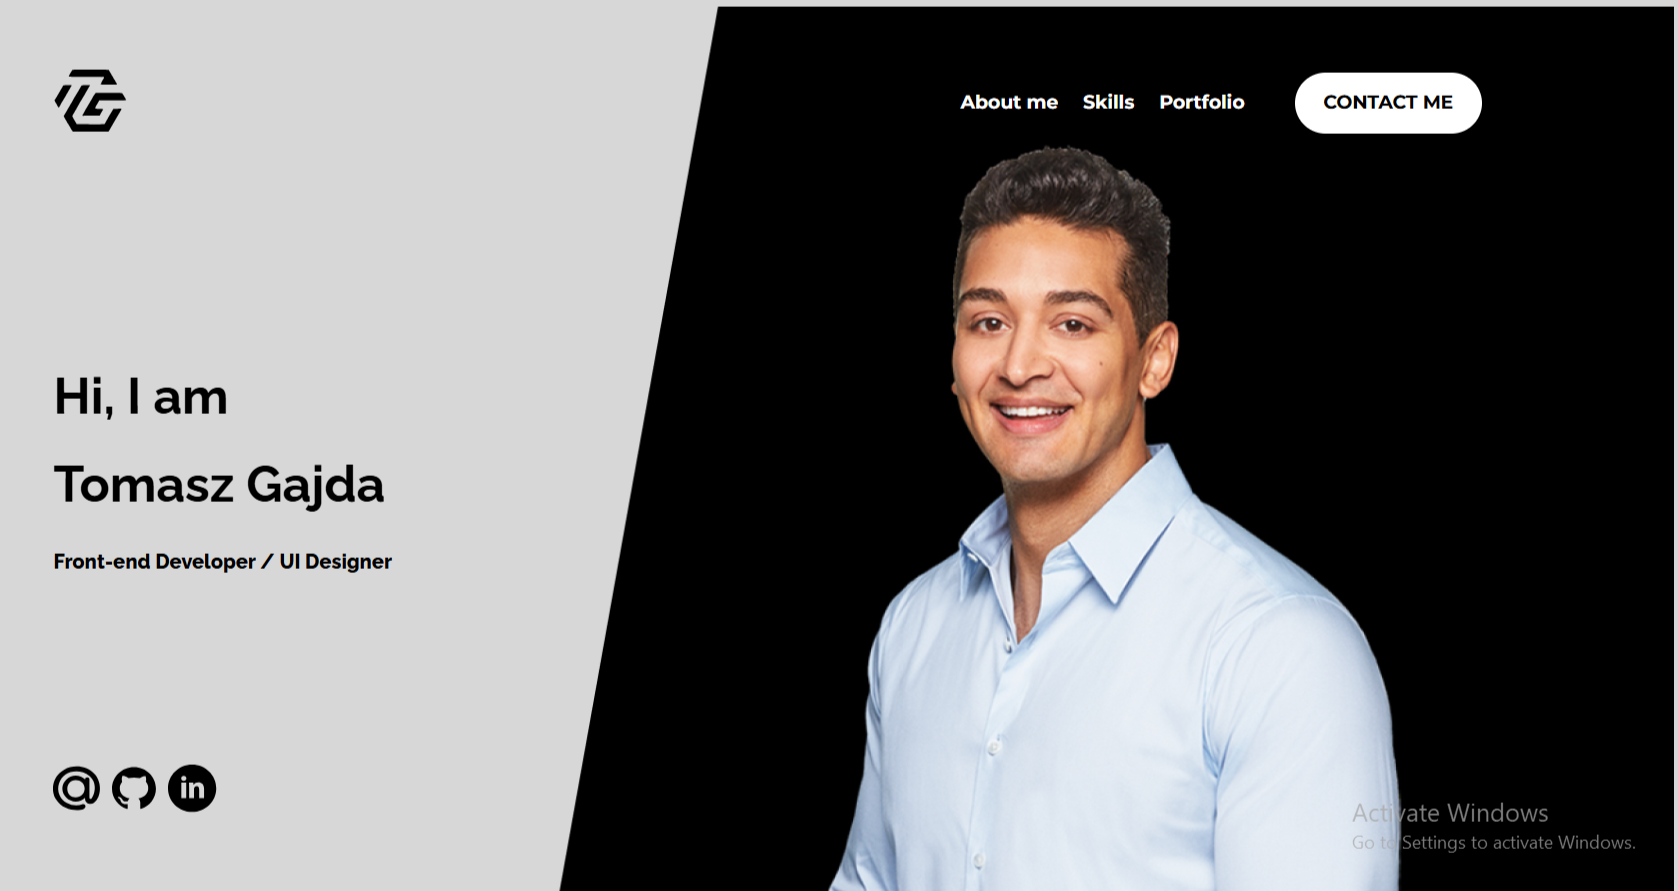 TG
About me Skills Portfolio CONTACT ME
Hi, I am
Tomasz Gajda
Front-end Developer / UI Designer
in
Activate Windows
Go to Settings to activate Windows.